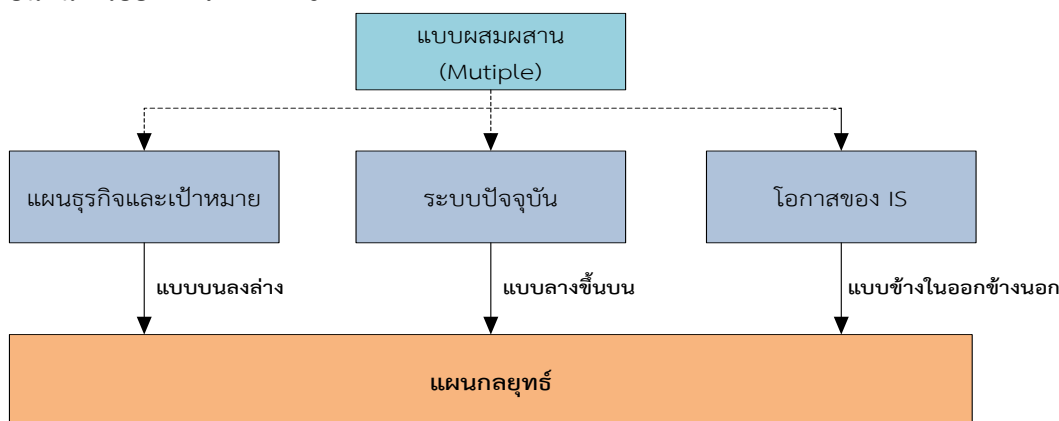 แบบผสมผสาน
(Mutiple)
แผนธุรกิจและเป้าหมาย
ระบบปัจจุบัน
โอกาสของ IS
แบบบนลงล่าง
แบบลางขึ้นบน
แบบข้างในออกข้างนอก
แผนกลยุทธ์